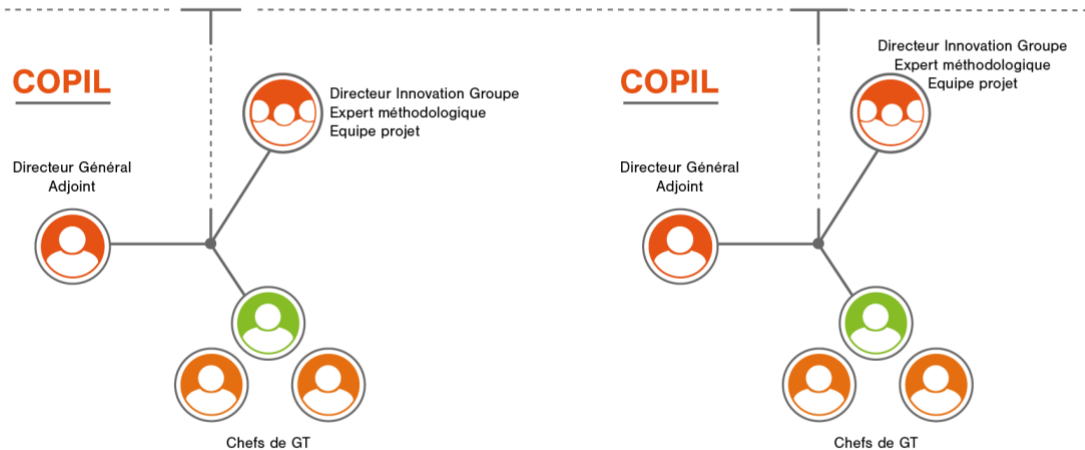 COPIL
Directeur Innovation Groupe
Expert méthodologique
Equipe projet
Directeur Général
Adjoint
Chefs de GT
Directeur Innovation Groupe
Expert méthodologique
Equipe projet
COPIL
Directeur Général
Adjoint
Chefs de GT